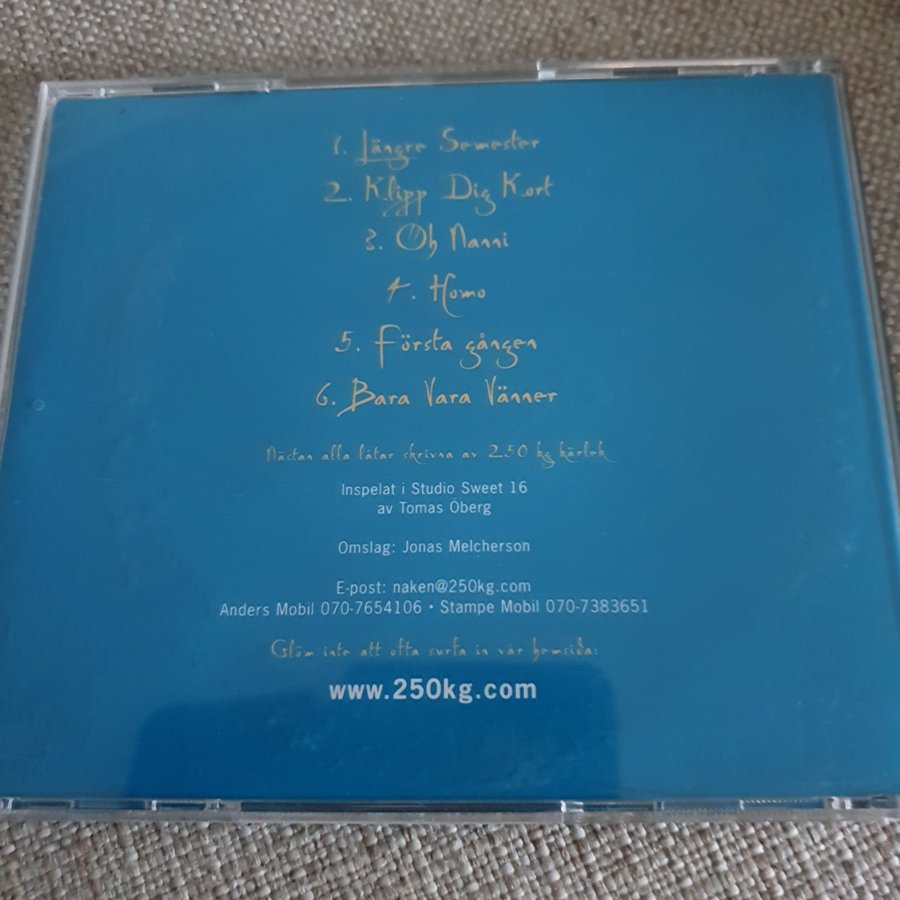 1. Längre Semester
2. Klipp Dig Kort
3. Oh Nanni
4. Homo
5. Första gången
6. Bara Vara Vänner
Nästan alla låtar skrivna av 250 kg kärlek
Inspelat i Studio Sweet 16
av Tomas Öberg
Omslag: Jonas Melcherson
E-post: naken@250kg.com
Anders Mobil 070-7654106 • Stampe Mobil 070-7383651
Glöm inte att ofta surfa in vår hemsida:
www.250kg.com